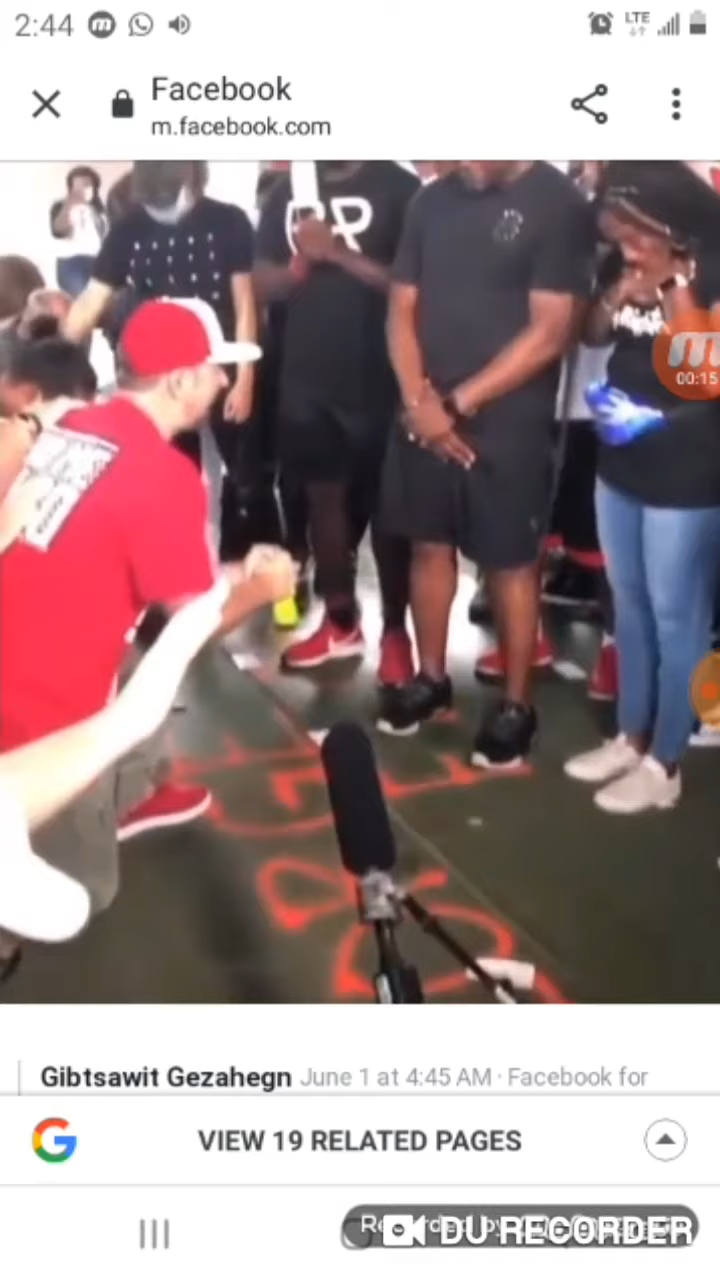 2:44
LTE
Facebook
m.facebook.com
00:15
Gibtsawit Gezahegn June 1 at 4:45 AM · Facebook for
VIEW 19 RELATED PAGES
DU RECORDER